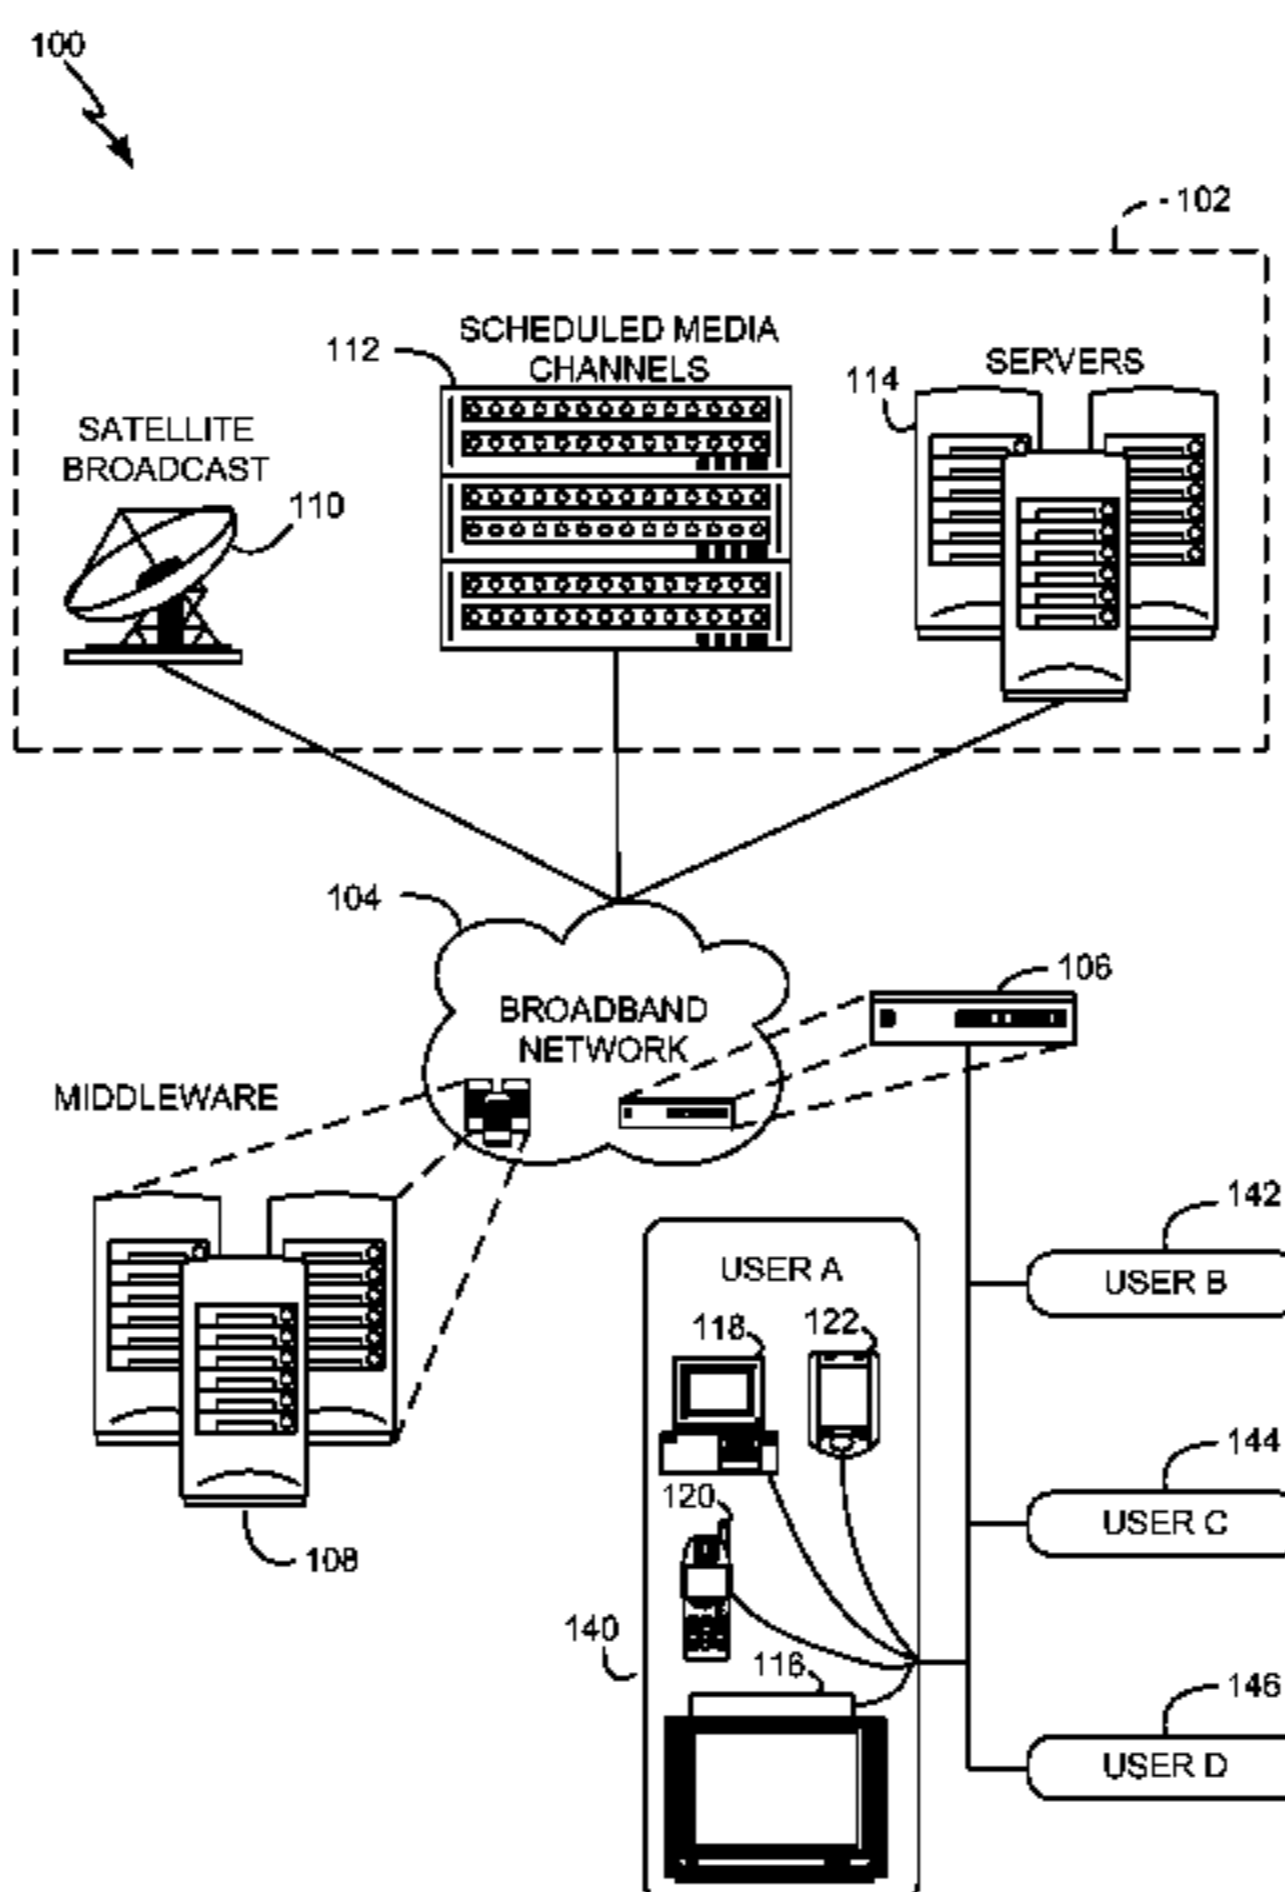 100
102
SCHEDULED MEDIA
CHANNELS
112
SERVERS
114
SATELLITE
BROADCAST
110
104
BROADBAND
NETWORK
106
MIDDLEWARE
108
142
USER B
USER A
118
122
144
USER C
120
140
116
146
USER D